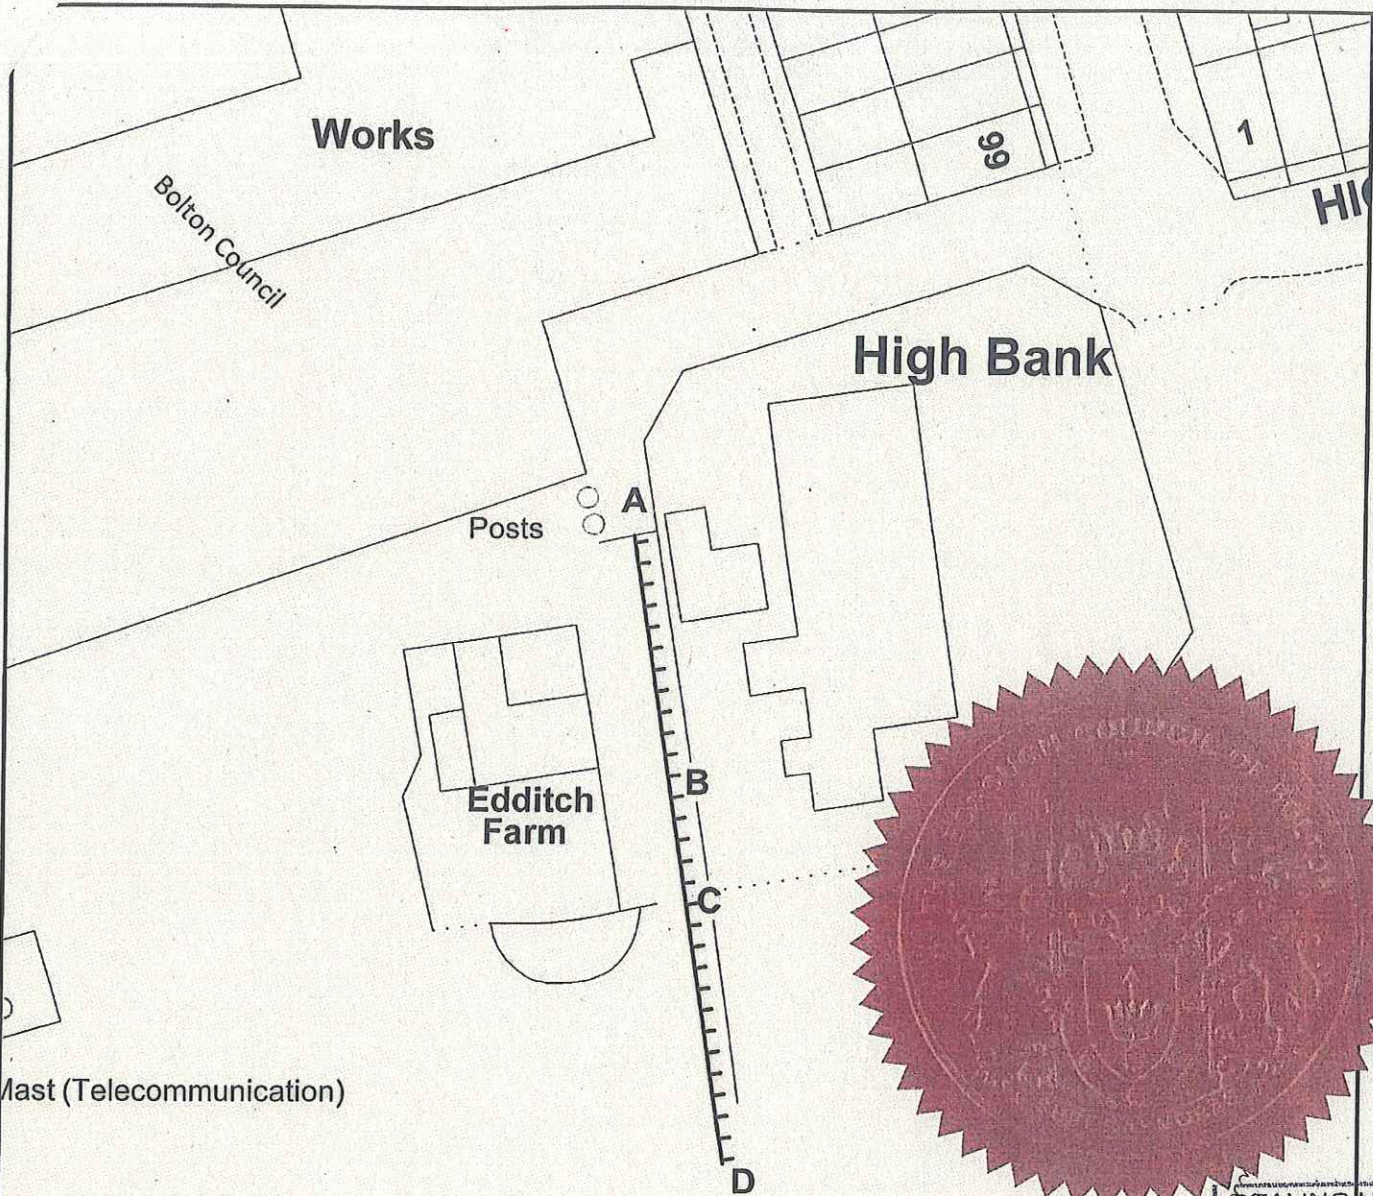 Works
Bolton Council
99
1
High Bank
A
Posts
B
Edditch
Farm
C
Mast (Telecommunication)
D